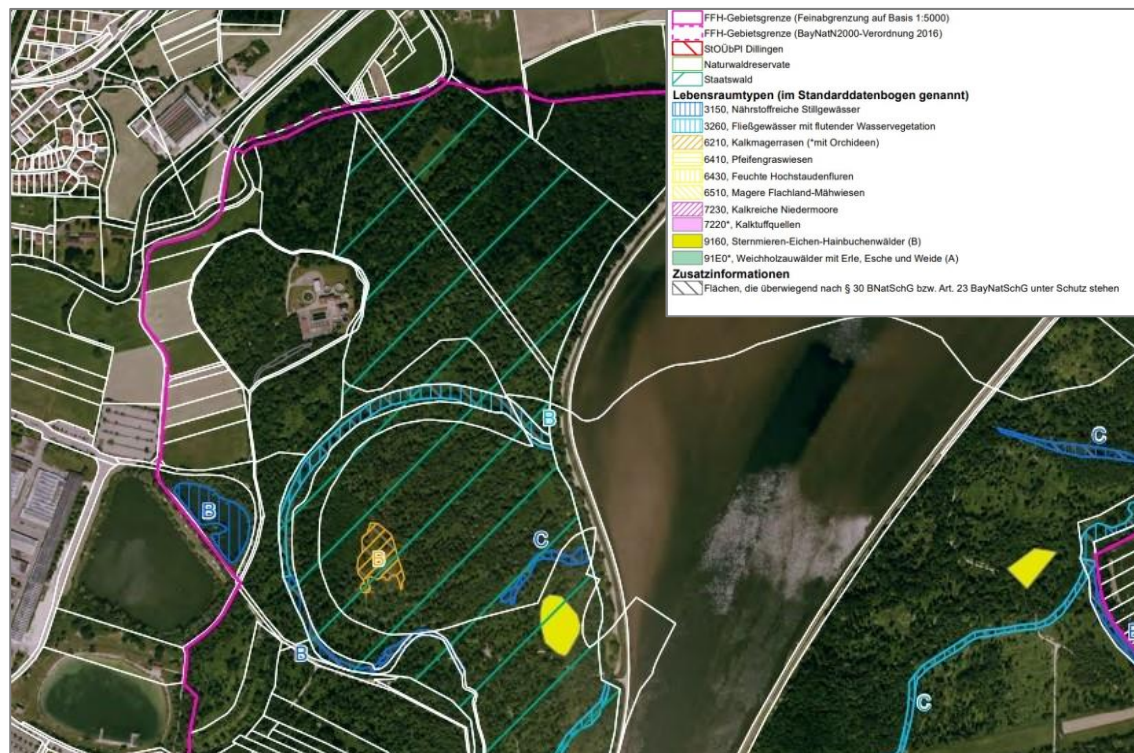 FFH-Gebietsgrenze (Feinabgrenzung auf Basis 1:5000)
FFH-Gebietsgrenze (BayNatN2000-Verordnung 2016)
StOÜbPl Dillingen
Naturwaldreservate
Staatswald
Lebensraumtypen (im Standarddatenbogen genannt)
3150, Nährstoffreiche Stillgewässer
3260, Fließgewässer mit flutender Wasservegetation
6210, Kalkmagerrasen (*mit Orchideen)
6410, Pfeifengraswiesen
6430, Feuchte Hochstaudenfluren
6510, Magere Flachland-Mähwiesen
7230, Kalkreiche Niedermoore
7220*, Kalktuffquellen
9160, Sternmieren-Eichen-Hainbuchenwälder (B)
91E0*, Weichholzauwälder mit Erle, Esche und Weide (A)
Zusatzinformationen
Flächen, die überwiegend nach § 30 BNatSchG bzw. Art. 23 BayNatSchG unter Schutz stehen
B
C
B
C
B
B
C